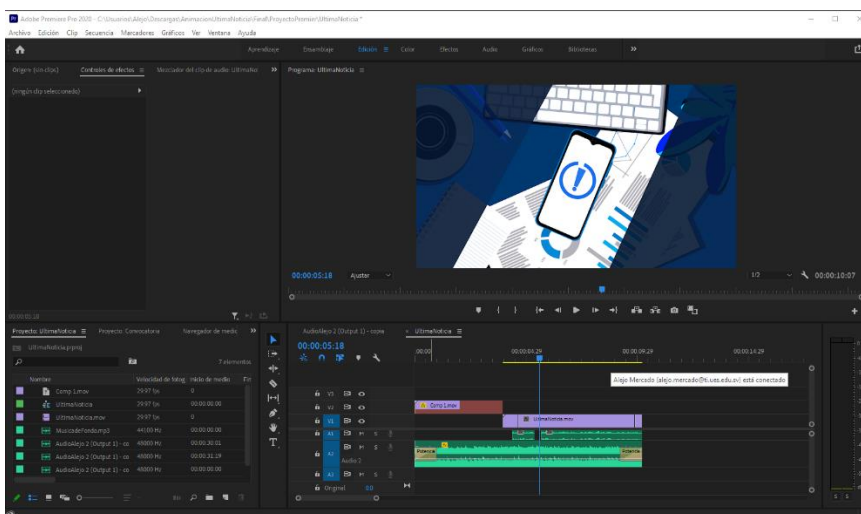 Adobe Premiere Pro 2020 - C:\Usuarios\Alejo\Descargas\AnimacionUltimaNoticia\Final\ProyectoPremier\UltimaNoticia *
Archivo Edición Clip Secuencia Marcadores Gráficos Ver Ventana Ayuda
Aprendizaje Ensamblaje Edición Color Efectos Audio Gráficos Bibliotecas
Origen: (sin clips) Controles de efectos Mezclador del clip de audio: UltimaNot
Programa: UltimaNoticia
(ningún clip seleccionado)
00:00:05:18 Ajustar 1/2 00:00:10:07
00:00:05:18
Proyecto: UltimaNoticia Proyecto: Convocatoria Navegador de medic
UltimaNoticia.prproj
7 elementos
Nombre Velocidad de fotog Inicio de medio Fin
Comp 1.mov 29.97 fps 0
UltimaNoticia 29.97 fps 00:00:00:00
UltimaNoticia.mov 29.97 fps 0
MusicadeFondo.mp3 44100 Hz 00:00:00:00
AudioAlejo 2 (Output 1) - co 48000 Hz 00:00:30:01
AudioAlejo 2 (Output 1) - co 48000 Hz 00:00:31:29
AudioAlejo 2 (Output 1) - co 48000 Hz 00:00:00:00
AudioAlejo 2 (Output 1) - copia UltimaNoticia
00:00:05:18
:00:00 00:00:04:29 00:00:09:29 00:00:14:29
Alejo Mercado (alejo.mercado@ti.ues.edu.sv) está conectado
V3
V2 Comp 1.mov
V1 UltimaNoticia.mov
A1 M S
A2 M S
Audio 2
Potencia Potencia
A3 M S
Original 0.0
S S